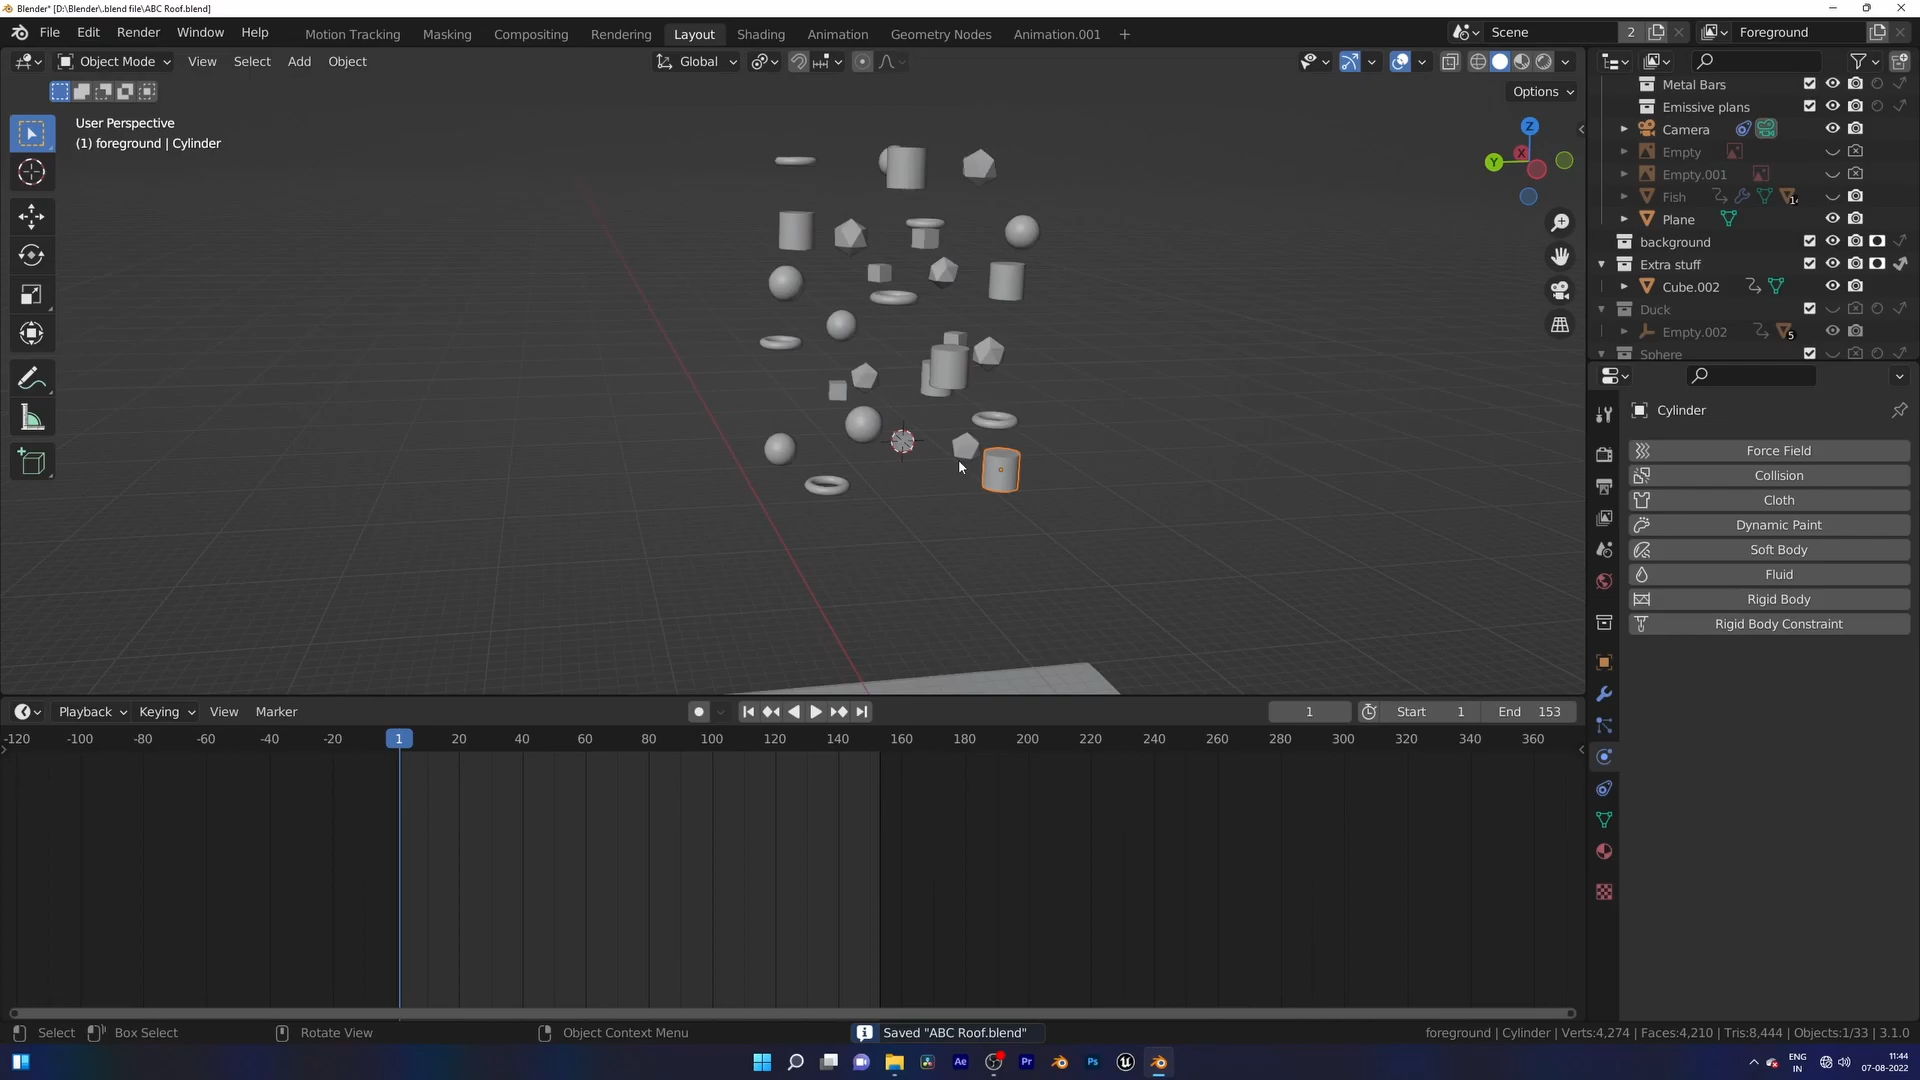 Blender* [D:\Blender\.blend file\ABC Roof.blend]
File Edit Render Window Help
Motion Tracking Masking Compositing Rendering Layout Shading Animation Geometry Nodes Animation.001 +
Scene 2 Foreground
Object Mode View Select Add Object
Global
Options
User Perspective
(1) foreground | Cylinder
Z
X
Y
Metal Bars
Emissive plans
Camera
Empty
Empty.001
Fish
Plane
background
Extra stuff
Cube.002
Duck
Empty.002 5
Sphere
Cylinder
Force Field
Collision
Cloth
Dynamic Paint
Soft Body
Fluid
Rigid Body
Rigid Body Constraint
Playback Keying View Marker
1 Start 1 End 153
-120 -100 -80 -60 -40 -20 1 20 40 60 80 100 120 140 160 180 200 220 240 260 280 300 320 340 360
Select Box Select Rotate View Object Context Menu
Saved "ABC Roof.blend"
foreground | Cylinder | Verts:4,274 | Faces:4,210 | Tris:8,444 | Objects:1/33 | 3.1.0
Ae Pr Ps
ENG
IN
11:44
07-08-2022